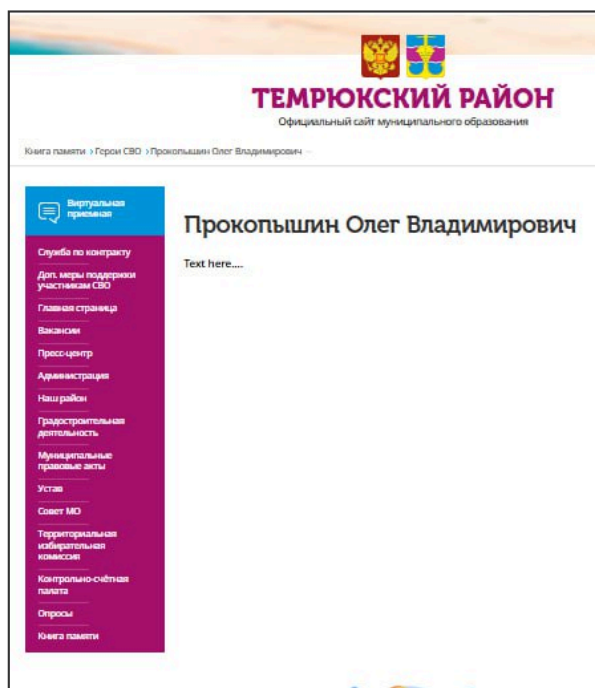 ТЕМРЮКСКИЙ РАЙОН
Официальный сайт муниципального образования
Книга памяти › Герои СВО › Прокопышин Олег Владимирович
Виртуальная
приемная
Прокопышин Олег Владимирович
Text here....
Служба по контракту
Доп. меры поддержки
участникам СВО
Главная страница
Вакансии
Пресс-центр
Администрация
Наш район
Градостроительная
деятельность
Муниципальные
правовые акты
Устав
Совет МО
Территориальная
избирательная
комиссия
Контрольно-счётная
палата
Опросы
Книга памяти